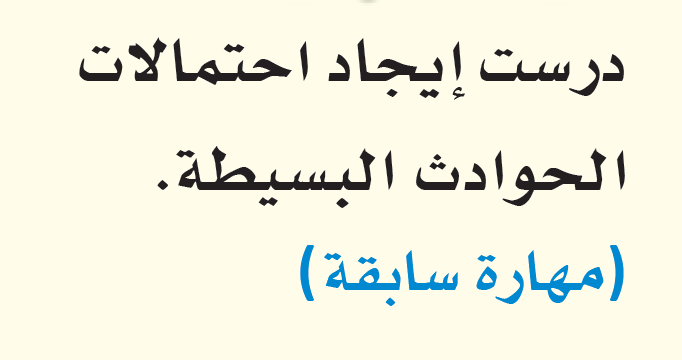 درست إيجاد احتمالات
الحوادث البسيطة.
(مهارة سابقة)